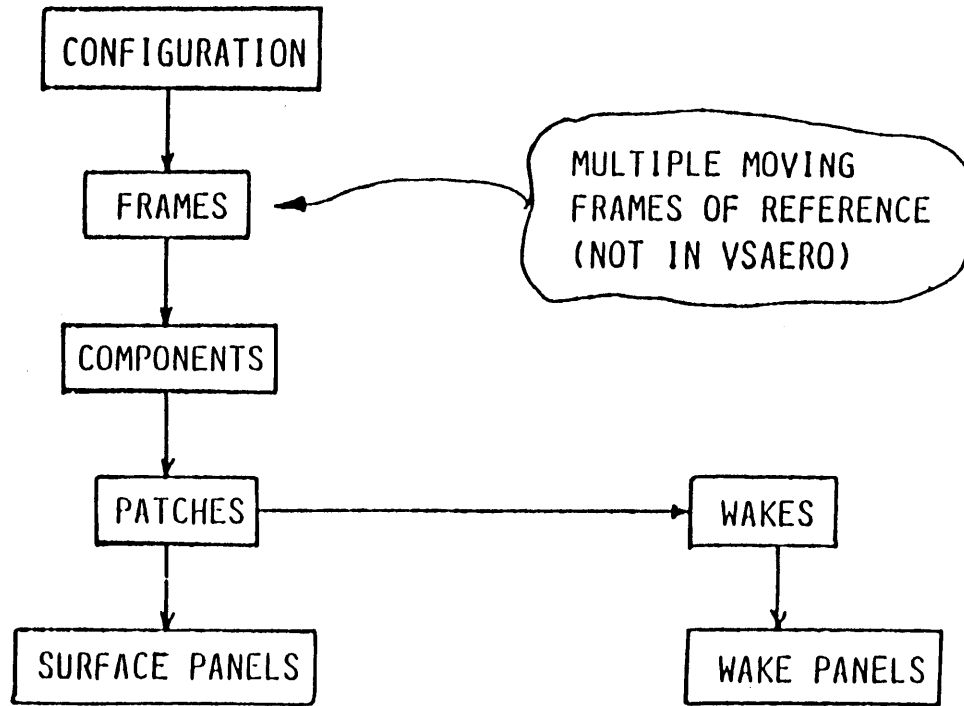 CONFIGURATION
FRAMES
MULTIPLE MOVING
FRAMES OF REFERENCE
(NOT IN VSAERO)
COMPONENTS
PATCHES
WAKES
SURFACE PANELS
WAKE PANELS